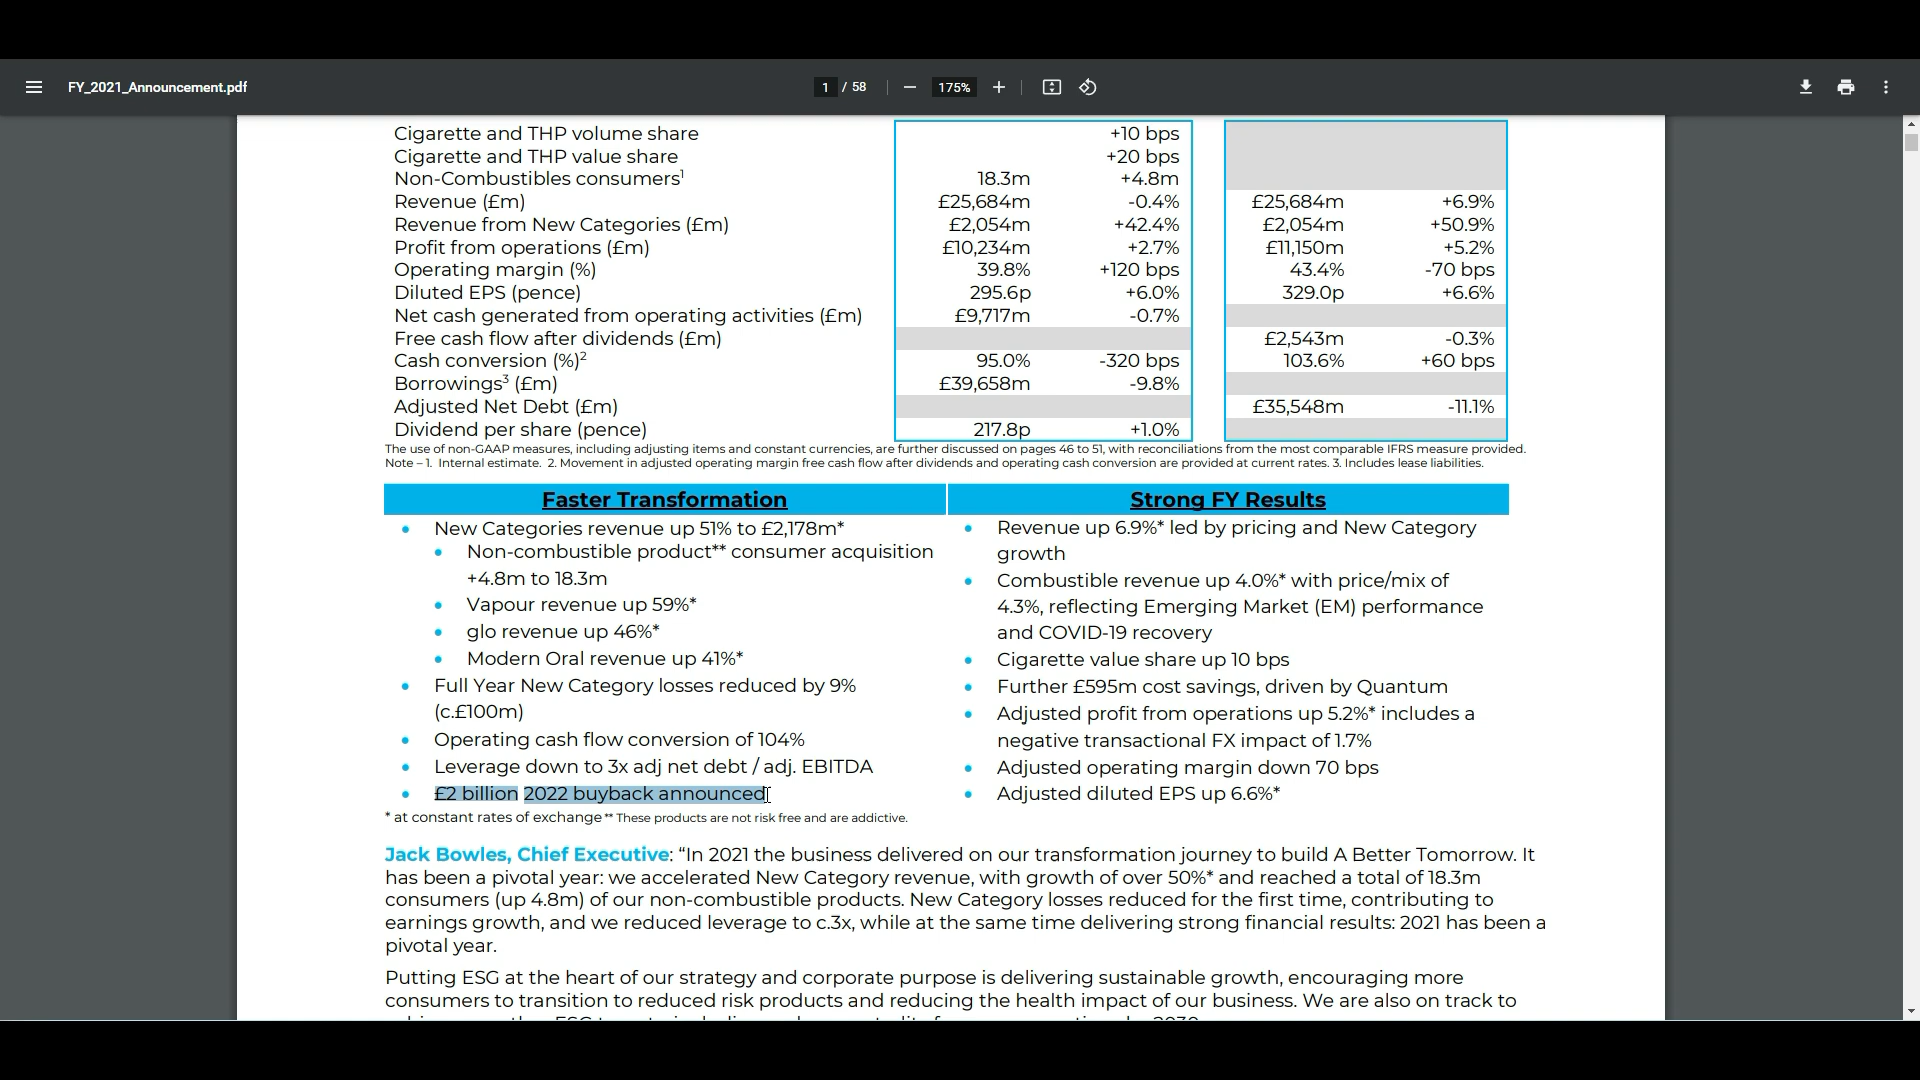 FY_2021_Announcement.pdf
1 / 58
175%
Cigarette and THP volume share +10 bps
Cigarette and THP value share +20 bps
Non-Combustibles consumers¹ 18.3m +4.8m
Revenue (£m) £25,684m -0.4% £25,684m +6.9%
Revenue from New Categories (£m) £2,054m +42.4% £2,054m +50.9%
Profit from operations (£m) £10,234m +2.7% £11,150m +5.2%
Operating margin (%) 39.8% +120 bps 43.4% -70 bps
Diluted EPS (pence) 295.6p +6.0% 329.0p +6.6%
Net cash generated from operating activities (£m) £9,717m -0.7%
Free cash flow after dividends (£m) £2,543m -0.3%
Cash conversion (%)² 95.0% -320 bps 103.6% +60 bps
Borrowings³ (£m) £39,658m -9.8%
Adjusted Net Debt (£m) £35,548m -11.1%
Dividend per share (pence) 217.8p +1.0%
The use of non-GAAP measures, including adjusting items and constant currencies, are further discussed on pages 46 to 51, with reconciliations from the most comparable IFRS measure provided.
Note – 1. Internal estimate. 2. Movement in adjusted operating margin free cash flow after dividends and operating cash conversion are provided at current rates. 3. Includes lease liabilities.
Faster Transformation
• New Categories revenue up 51% to £2,178m*
• Non-combustible product** consumer acquisition
+4.8m to 18.3m
• Vapour revenue up 59%*
• glo revenue up 46%*
• Modern Oral revenue up 41%*
• Full Year New Category losses reduced by 9%
(c.£100m)
• Operating cash flow conversion of 104%
• Leverage down to 3x adj net debt / adj. EBITDA
• £2 billion 2022 buyback announced
Strong FY Results
• Revenue up 6.9%* led by pricing and New Category
growth
• Combustible revenue up 4.0%* with price/mix of
4.3%, reflecting Emerging Market (EM) performance
and COVID-19 recovery
• Cigarette value share up 10 bps
• Further £595m cost savings, driven by Quantum
• Adjusted profit from operations up 5.2%* includes a
negative transactional FX impact of 1.7%
• Adjusted operating margin down 70 bps
• Adjusted diluted EPS up 6.6%*
* at constant rates of exchange ** These products are not risk free and are addictive.
Jack Bowles, Chief Executive: “In 2021 the business delivered on our transformation journey to build A Better Tomorrow. It
has been a pivotal year: we accelerated New Category revenue, with growth of over 50%* and reached a total of 18.3m
consumers (up 4.8m) of our non-combustible products. New Category losses reduced for the first time, contributing to
earnings growth, and we reduced leverage to c.3x, while at the same time delivering strong financial results: 2021 has been a
pivotal year.
Putting ESG at the heart of our strategy and corporate purpose is delivering sustainable growth, encouraging more
consumers to transition to reduced risk products and reducing the health impact of our business. We are also on track to